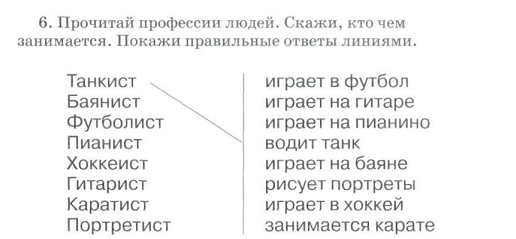 6. Прочитай профессии людей. Скажи, кто чем
занимается. Покажи правильные ответы линиями.
Танкист играет в футбол
Баянист играет на гитаре
Футболист играет на пианино
Пианист водит танк
Хоккеист играет на баяне
Гитарист рисует портреты
Каратист играет в хоккей
Портретист занимается карате